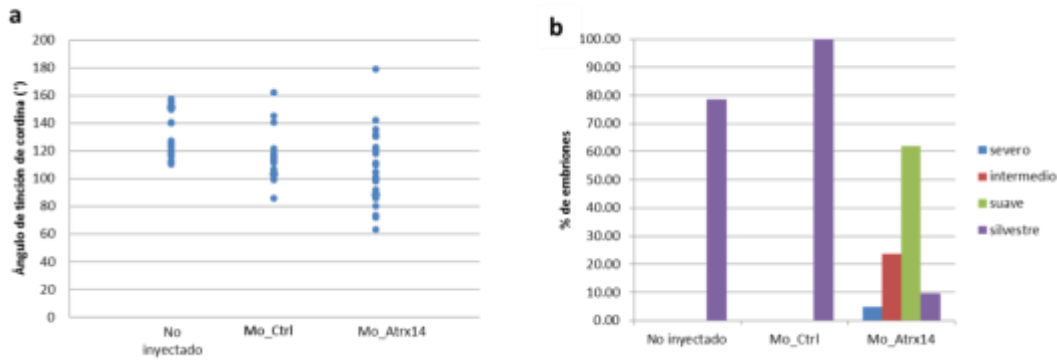 a
Ángulo de tinción de cordina (°)
200
180
160
140
120
100
80
60
40
20
0
No
inyectado
Mo_Ctrl
Mo_Atrx14
b
% de embriones
100.00
90.00
80.00
70.00
60.00
50.00
40.00
30.00
20.00
10.00
0.00
No inyectado
Mo_Ctrl
Mo_Atrx14
severo
intermedio
suave
silvestre